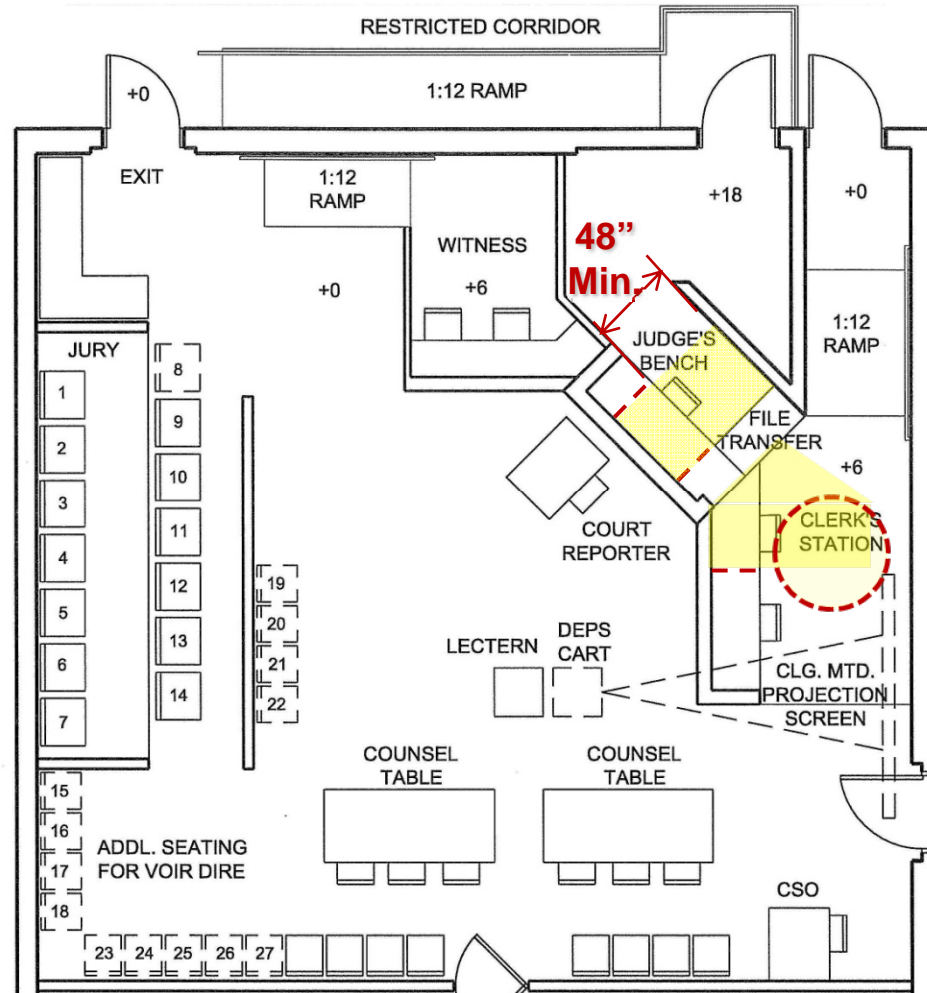 RESTRICTED CORRIDOR
1:12 RAMP
+0
EXIT
1:12
RAMP
+18
+0
WITNESS
+6
+0
48”
Min.
JUDGE'S
BENCH
1:12
RAMP
FILE
TRANSFER
+6
JURY
1
2
3
4
5
6
7
8
9
10
11
12
13
14
COURT
REPORTER
CLERK'S
STATION
19
20
21
22
LECTERN
DEPS
CART
CLG. MTD.
PROJECTION
SCREEN
COUNSEL
TABLE
COUNSEL
TABLE
15
16
17
18
ADDL. SEATING
FOR VOIR DIRE
CSO
23 24 25 26 27